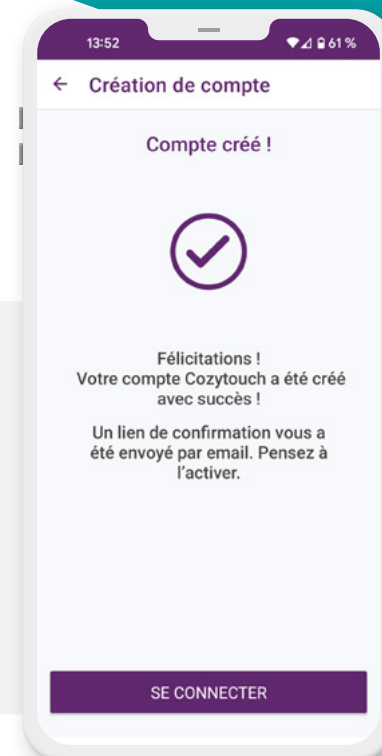 13:52
61 %
Création de compte
Compte créé !
Félicitations !
Votre compte Cozytouch a été créé
avec succès !
Un lien de confirmation vous a
été envoyé par email. Pensez à
l'activer.
SE CONNECTER